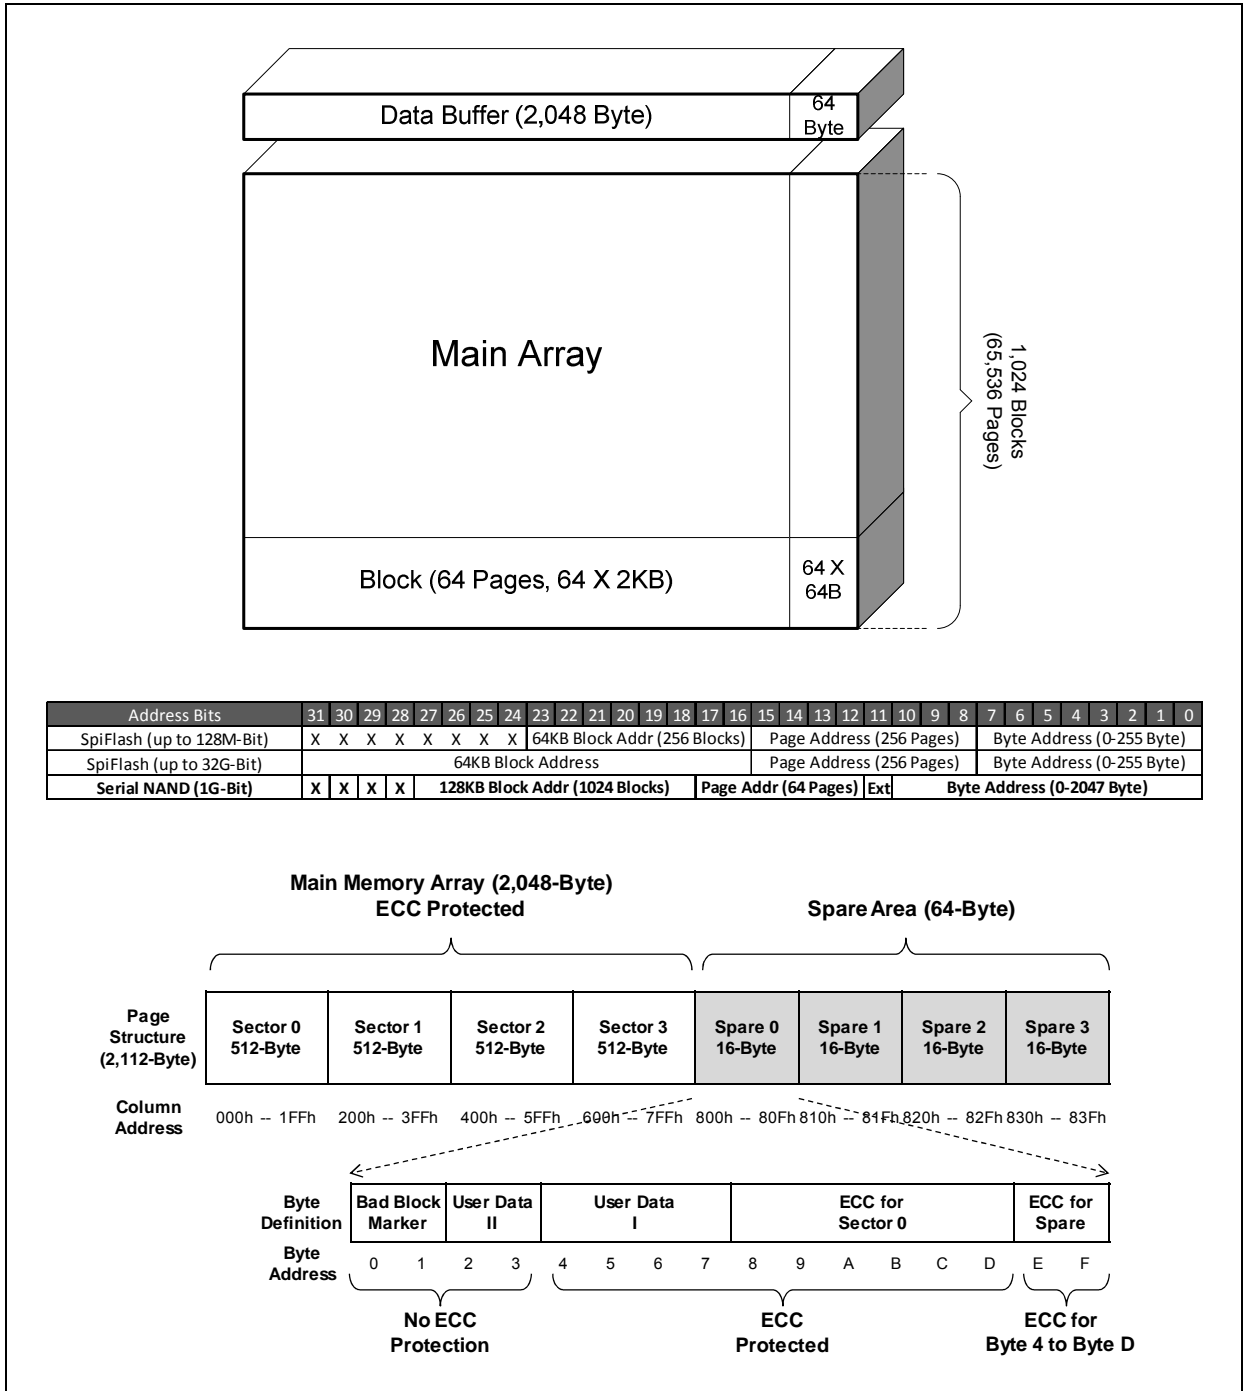 Data Buffer (2,048 Byte)
64
Byte
Main Array
1,024 Blocks
(65,536 Pages)
Block (64 Pages, 64 X 2KB)
64 X
64B
Address Bits 31 30 29 28 27 26 25 24 23 22 21 20 19 18 17 16 15 14 13 12 11 10 9 8 7 6 5 4 3 2 1 0
SpiFlash (up to 128M-Bit) X X X X X X X X 64KB Block Addr (256 Blocks) Page Address (256 Pages) Byte Address (0-255 Byte)
SpiFlash (up to 32G-Bit) 64KB Block Address Page Address (256 Pages) Byte Address (0-255 Byte)
Serial NAND (1G-Bit) X X X X 128KB Block Addr (1024 Blocks) Page Addr (64 Pages) Ext Byte Address (0-2047 Byte)
Main Memory Array (2,048-Byte)
ECC Protected
Spare Area (64-Byte)
Page
Structure
(2,112-Byte)
Sector 0
512-Byte
Sector 1
512-Byte
Sector 2
512-Byte
Sector 3
512-Byte
Spare 0
16-Byte
Spare 1
16-Byte
Spare 2
16-Byte
Spare 3
16-Byte
Column
Address
000h -- 1FFh 200h -- 3FFh 400h -- 5FFh 600h -- 7FFh 800h -- 80Fh 810h -- 81Fh 820h -- 82Fh 830h -- 83Fh
Byte
Definition
Bad Block
Marker
User Data
II
User Data
I
ECC for
Sector 0
ECC for
Spare
Byte
Address
0 1 2 3 4 5 6 7 8 9 A B C D E F
No ECC
Protection
ECC
Protected
ECC for
Byte 4 to Byte D